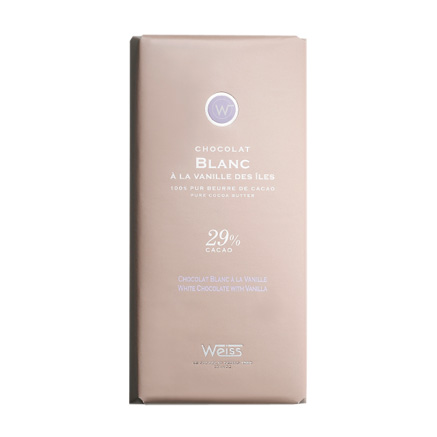 W
CHOCOLAT
BLANC
À LA VANILLE DES ÎLES
100% PUR BEURRE DE CACAO
PURE COCOA BUTTER
29%
CACAO
CHOCOLAT BLANC À LA VANILLE
WHITE CHOCOLATE WITH VANILLA
Weiss